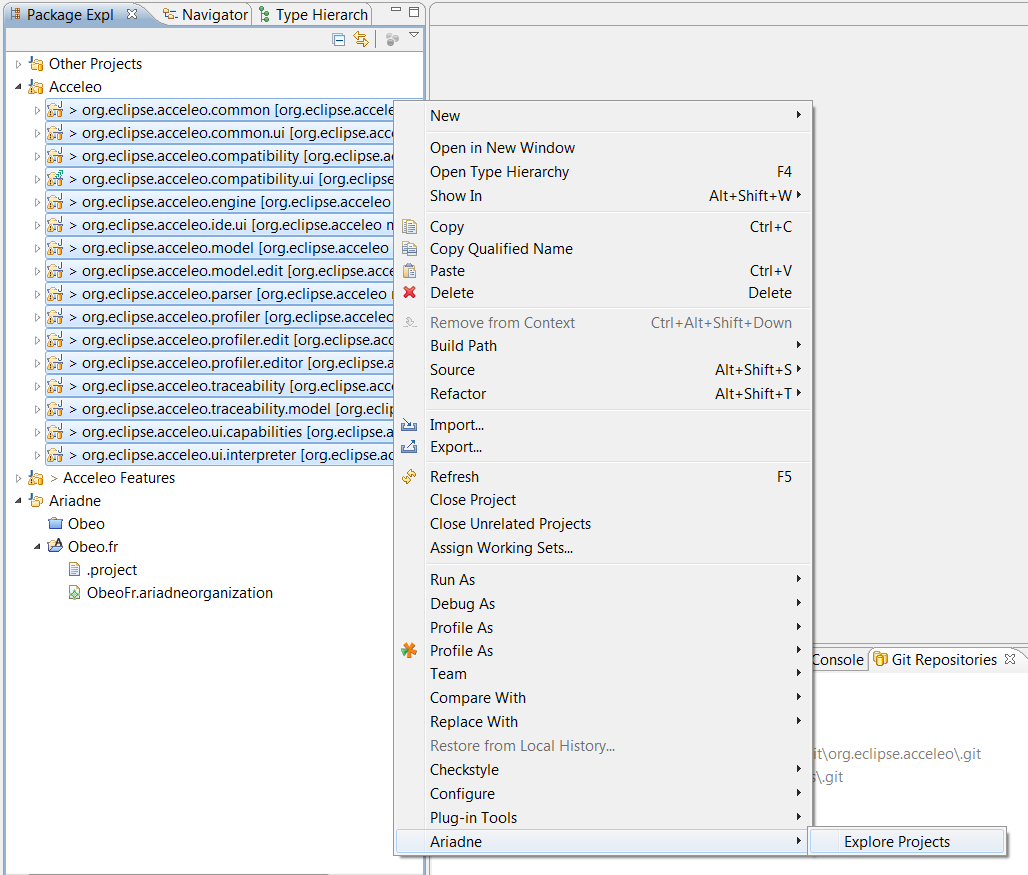 Package Expl Navigator Type Hierarch
Other Projects
Acceleo
> org.eclipse.acceleo.common [org.eclipse.accele
> org.eclipse.acceleo.common.ui [org.eclipse.acc
> org.eclipse.acceleo.compatibility [org.eclipse.a
> org.eclipse.acceleo.compatibility.ui [org.eclipse
> org.eclipse.acceleo.engine [org.eclipse.acceleo
> org.eclipse.acceleo.ide.ui [org.eclipse.acceleo m
> org.eclipse.acceleo.model [org.eclipse.acceleo
> org.eclipse.acceleo.model.edit [org.eclipse.acce
> org.eclipse.acceleo.parser [org.eclipse.acceleo
> org.eclipse.acceleo.profiler [org.eclipse.acceleo
> org.eclipse.acceleo.profiler.edit [org.eclipse.acc
> org.eclipse.acceleo.profiler.editor [org.eclipse.a
> org.eclipse.acceleo.traceability [org.eclipse.acc
> org.eclipse.acceleo.traceability.model [org.eclip
> org.eclipse.acceleo.ui.capabilities [org.eclipse.a
> org.eclipse.acceleo.ui.interpreter [org.eclipse.ac
> Acceleo Features
Ariadne
Obeo
Obeo.fr
.project
ObeoFr.ariadneorganization
New
Open in New Window
Open Type Hierarchy F4
Show In Alt+Shift+W
Copy Ctrl+C
Copy Qualified Name
Paste Ctrl+V
Delete Delete
Remove from Context Ctrl+Alt+Shift+Down
Build Path
Source Alt+Shift+S
Refactor Alt+Shift+T
Import...
Export...
Refresh F5
Close Project
Close Unrelated Projects
Assign Working Sets...
Run As
Debug As
Profile As
Profile As
Team
Compare With
Replace With
Restore from Local History...
Checkstyle
Configure
Plug-in Tools
Ariadne
Explore Projects
Console Git Repositories
it\org.eclipse.acceleo\.git
s\.git